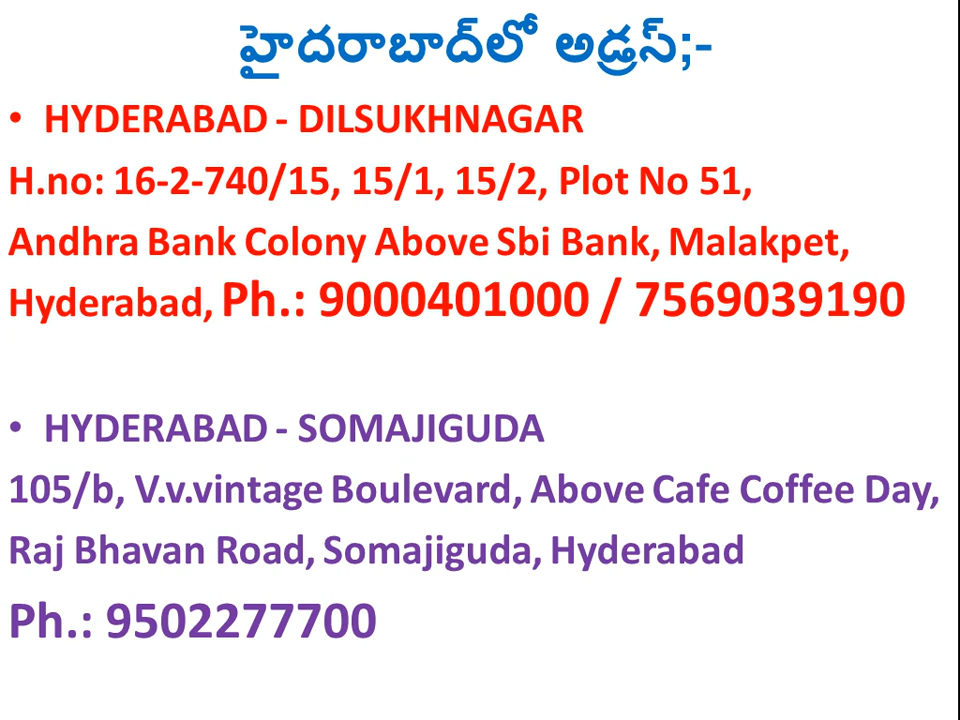 హైదరాబాద్‌లో అడ్రస్;-
• HYDERABAD - DILSUKHNAGAR
H.no: 16-2-740/15, 15/1, 15/2, Plot No 51,
Andhra Bank Colony Above Sbi Bank, Malakpet,
Hyderabad, Ph.: 9000401000 / 7569039190
• HYDERABAD - SOMAJIGUDA
105/b, V.v.vintage Boulevard, Above Cafe Coffee Day,
Raj Bhavan Road, Somajiguda, Hyderabad
Ph.: 9502277700